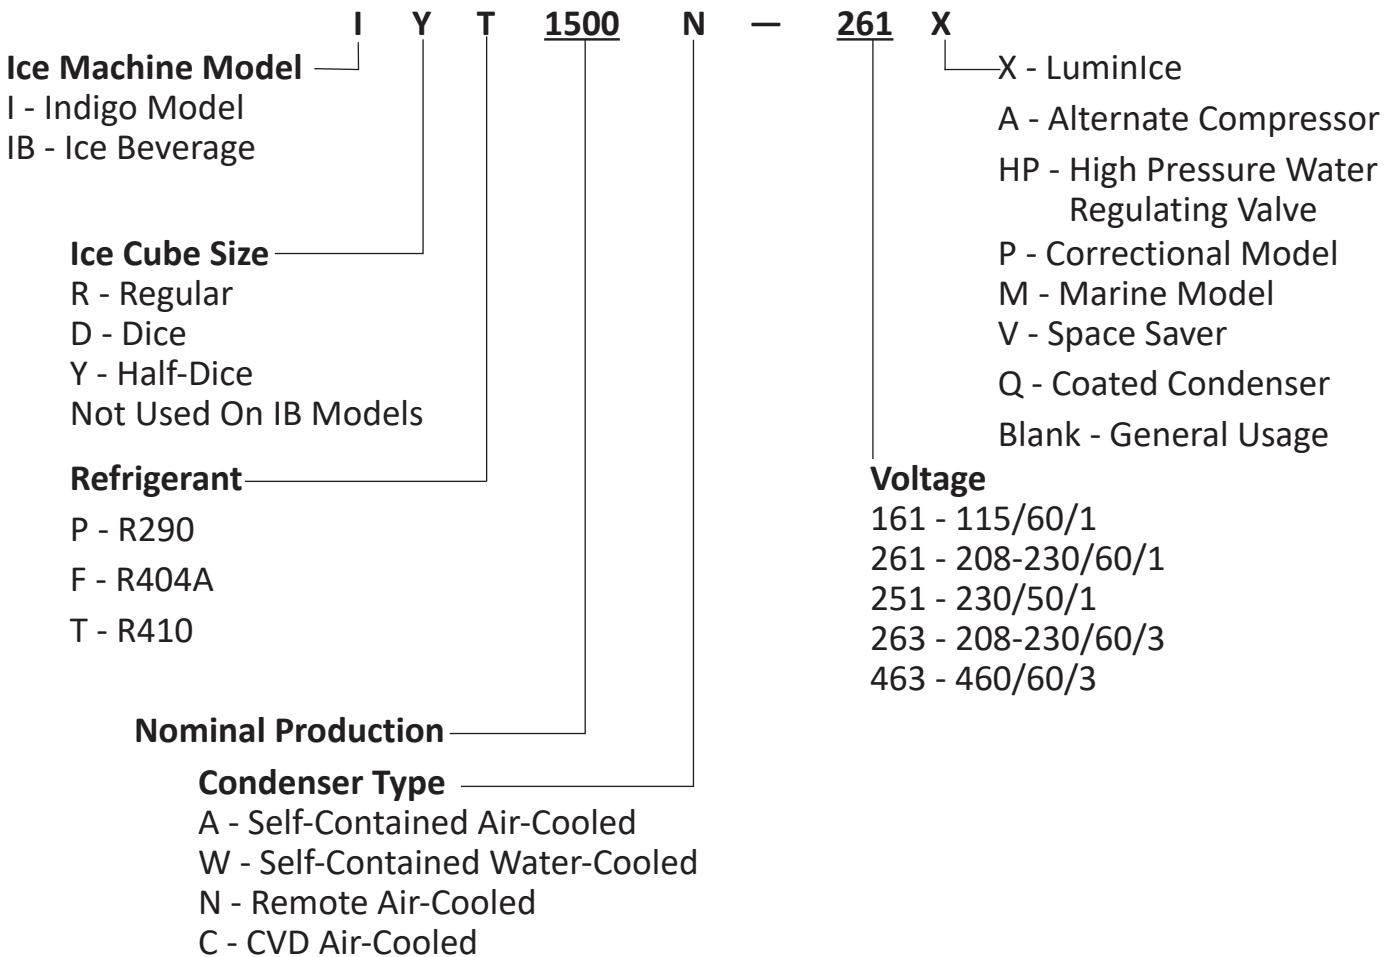 I Y T 1500 N — 261 X
Ice Machine Model
I - Indigo Model
IB - Ice Beverage
Ice Cube Size
R - Regular
D - Dice
Y - Half-Dice
Not Used On IB Models
Refrigerant
P - R290
F - R404A
T - R410
Nominal Production
Condenser Type
A - Self-Contained Air-Cooled
W - Self-Contained Water-Cooled
N - Remote Air-Cooled
C - CVD Air-Cooled
X - LuminIce
A - Alternate Compressor
HP - High Pressure Water
Regulating Valve
P - Correctional Model
M - Marine Model
V - Space Saver
Q - Coated Condenser
Blank - General Usage
Voltage
161 - 115/60/1
261 - 208-230/60/1
251 - 230/50/1
263 - 208-230/60/3
463 - 460/60/3